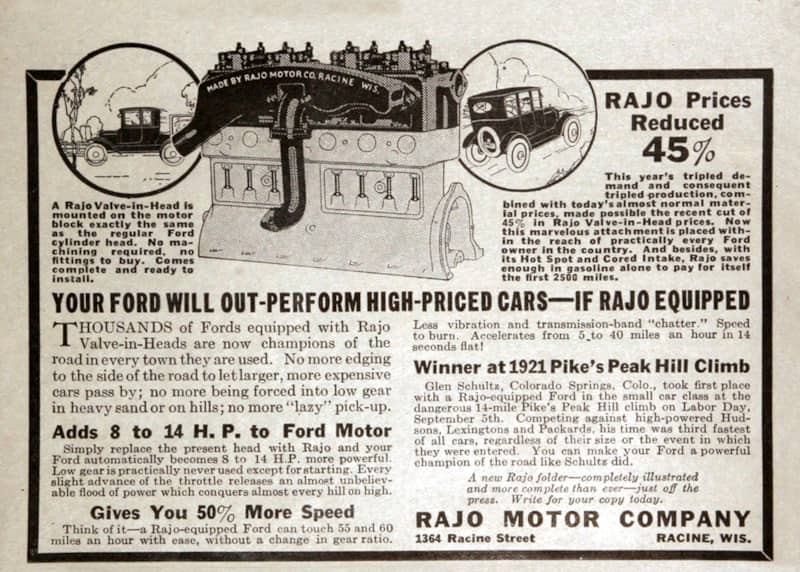 MADE BY RAJO MOTOR CO. RACINE WIS.
A Rajo Valve-in-Head is
mounted on the motor
block exactly the same
as the regular Ford
cylinder head. No ma-
chining required, no
fittings to buy. Comes
complete and ready to
install.
RAJO Prices
Reduced
45%
This year's tripled de-
mand and consequent
tripled production, com-
bined with today's almost normal mater-
ial prices, made possible the recent cut of
45% in Rajo Valve-in-Head prices. Now
this marvelous attachment is placed with-
in the reach of practically every Ford
owner in the country. And besides, with
its Hot Spot and Cored Intake, Rajo saves
enough in gasoline alone to pay for itself
the first 2500 miles.
YOUR FORD WILL OUT-PERFORM HIGH-PRICED CARS—IF RAJO EQUIPPED
THOUSANDS of Fords equipped with Rajo
Valve-in-Heads are now champions of the
road in every town they are used. No more edging
to the side of the road to let larger, more expensive
cars pass by; no more being forced into low gear
in heavy sand or on hills; no more "lazy" pick-up.
Adds 8 to 14 H. P. to Ford Motor
Simply replace the present head with Rajo and your
Ford automatically becomes 8 to 14 H.P. more powerful.
Low gear is practically never used except for starting. Every
slight advance of the throttle releases an almost unbeliev-
able flood of power which conquers almost every hill on high.
Gives You 50% More Speed
Think of it—a Rajo-equipped Ford can touch 55 and 60
miles an hour with ease, without a change in gear ratio.
Less vibration and transmission-band "chatter." Speed
to burn. Accelerates from 5 to 40 miles an hour in 14
seconds flat!
Winner at 1921 Pike's Peak Hill Climb
Glen Schultz, Colorado Springs, Colo., took first place
with a Rajo-equipped Ford in the small car class at the
dangerous 14-mile Pike's Peak Hill climb on Labor Day,
September 5th. Competing against high-powered Hud-
sons, Lexingtons and Packards, his time was third fastest
of all cars, regardless of their size or the event in which
they were entered. You can make your Ford a powerful
champion of the road like Schultz did.
A new Rajo folder—completely illustrated
and more complete than ever—just off the
press. Write for your copy today.
RAJO MOTOR COMPANY
1364 Racine Street RACINE, WIS.